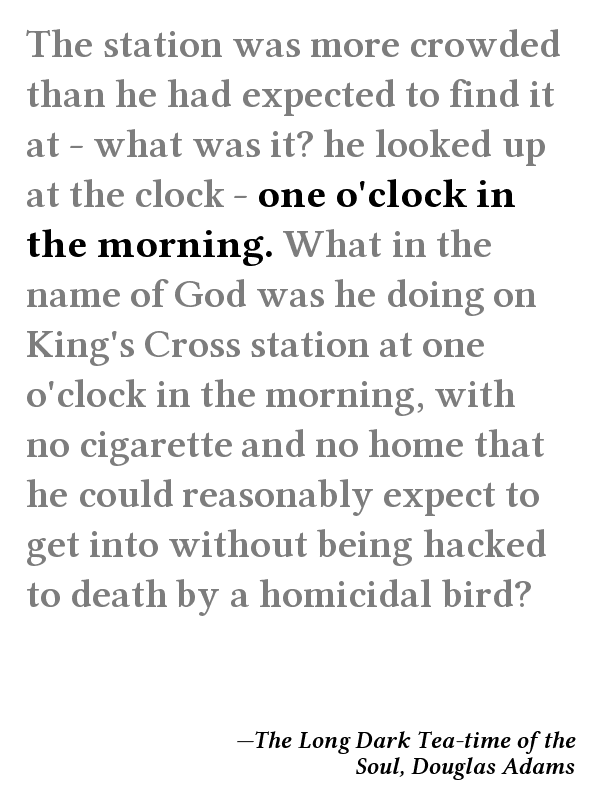 The station was more crowded
than he had expected to find it
at - what was it? he looked up
at the clock - one o'clock in
the morning. What in the
name of God was he doing on
King's Cross station at one
o'clock in the morning, with
no cigarette and no home that
he could reasonably expect to
get into without being hacked
to death by a homicidal bird?
—The Long Dark Tea-time of the
Soul, Douglas Adams